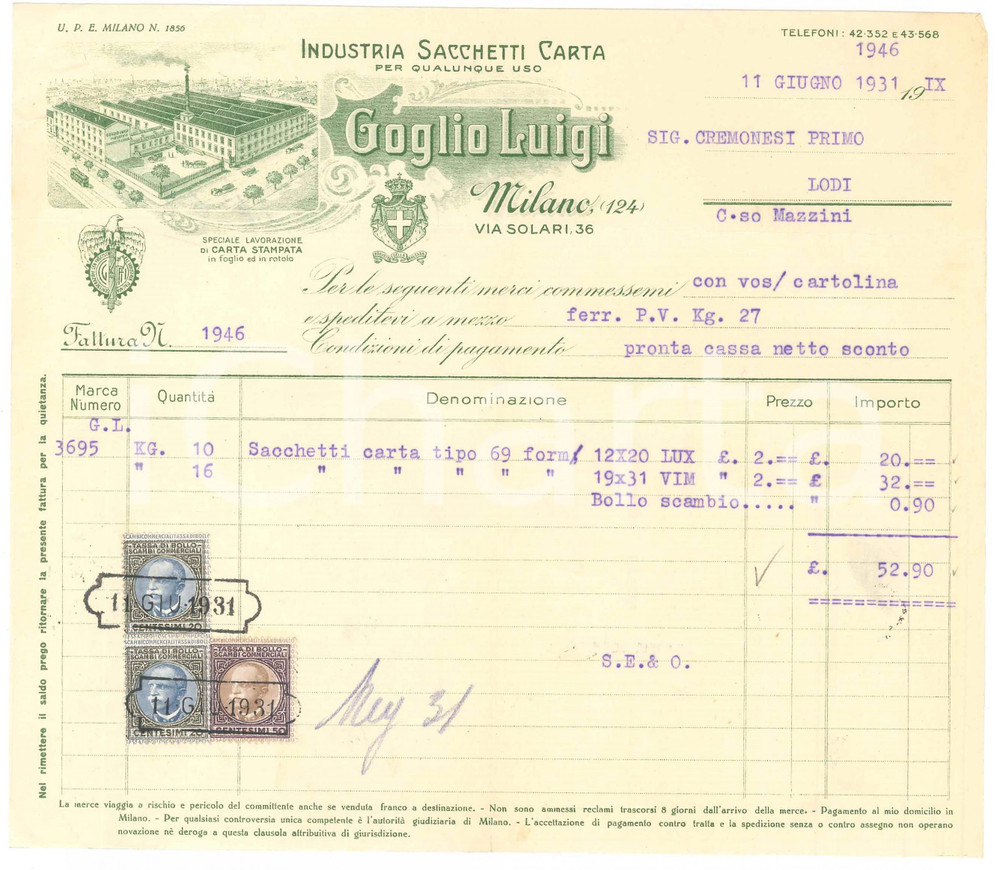 U. P. E. MILANO N. 1856
TELEFONI: 42-352 E 43-568
INDUSTRIA SACCHETTI CARTA
PER QUALUNQUE USO
1946
11 GIUGNO 1931 19 IX
Goglio Luigi
SIG. CREMONESI PRIMO
LODI
Milano, (124)
C.so Mazzini
VIA SOLARI, 36
SPECIALE LAVORAZIONE
DI CARTA STAMPATA
in foglio ed in rotolo
Per le seguenti merci commessemi con vos/ cartolina
e speditevi a mezzo ferr. P.V. Kg. 27
Fattura N. 1946
Condizioni di pagamento pronta cassa netto sconto
Marca Numero Quantità Denominazione Prezzo Importo
G.L.
3695 KG. 10 Sacchetti carta tipo 69 form/ 12X20 LUX £. 2.== £. 20.==
" 16 " " " " " 19x31 VIM " 2.== £ 32.==
Bollo scambio..... " 0.90
£. 52.90
============
TASSA DI BOLLO
SCAMBI COMMERCIALI
11 GIU. 1931
CENTESIMI 20
TASSA DI BOLLO
SCAMBI COMMERCIALI
TASSA DI BOLLO
SCAMBI COMMERCIALI
11 GIU. 1931
CENTESIMI 20
CENTESIMI 50
S.E.& O.
31
Nel rimettere il saldo prego ritornare la presente fattura per la quietanza.
La merce viaggia a rischio e pericolo del committente anche se venduta franco a destinazione. - Non sono ammessi reclami trascorsi 8 giorni dall'arrivo della merce. - Pagamento al mio domicilio in
Milano. - Per qualsiasi controversia unica competente è l'autorità giudiziaria di Milano. - L'accettazione di pagamento contro tratta e la spedizione senza o contro assegno non operano
novazione nè deroga a questa clausola attributiva di giurisdizione.